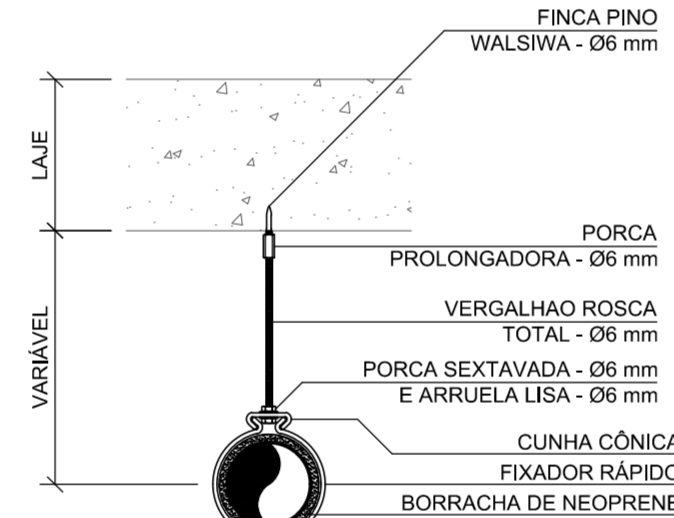 FINCA PINO
WALSIWA - Ø6 mm
LAJE
PORCA
PROLONGADORA - Ø6 mm
VERGALHAO ROSCA
TOTAL - Ø6 mm
VARIÁVEL
PORCA SEXTAVADA - Ø6 mm
E ARRUELA LISA - Ø6 mm
CUNHA CÔNICA
FIXADOR RÁPIDO
BORRACHA DE NEOPRENE